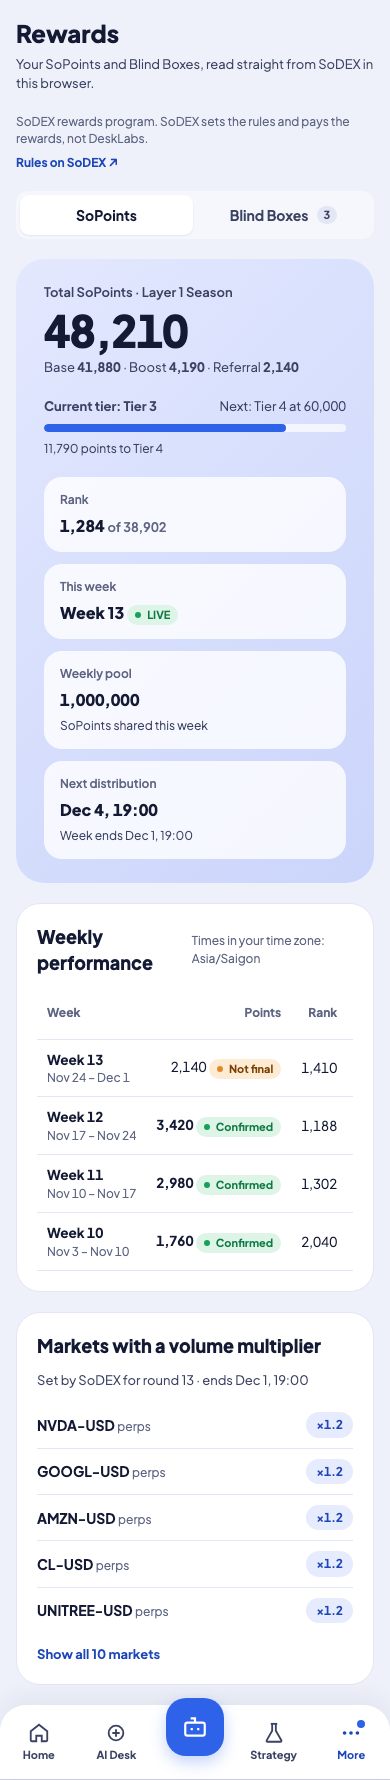 Rewards
Your SoPoints and Blind Boxes, read straight from SoDEX in
this browser.
SoDEX rewards program. SoDEX sets the rules and pays the
rewards, not DeskLabs.
Rules on SoDEX ↗
SoPoints
Blind Boxes 3
Total SoPoints · Layer 1 Season
48,210
Base 41,880 · Boost 4,190 · Referral 2,140
Current tier: Tier 3 Next: Tier 4 at 60,000
11,790 points to Tier 4
Rank
1,284 of 38,902
This week
Week 13 LIVE
Weekly pool
1,000,000
SoPoints shared this week
Next distribution
Dec 4, 19:00
Week ends Dec 1, 19:00
Weekly
performance
Times in your time zone:
Asia/Saigon
Week Points Rank
Week 13 2,140 Not final 1,410
Nov 24 – Dec 1
Week 12 3,420 Confirmed 1,188
Nov 17 – Nov 24
Week 11 2,980 Confirmed 1,302
Nov 10 – Nov 17
Week 10 1,760 Confirmed 2,040
Nov 3 – Nov 10
Markets with a volume multiplier
Set by SoDEX for round 13 · ends Dec 1, 19:00
NVDA-USD perps ×1.2
GOOGL-USD perps ×1.2
AMZN-USD perps ×1.2
CL-USD perps ×1.2
UNITREE-USD perps ×1.2
Show all 10 markets
Home AI Desk Strategy More